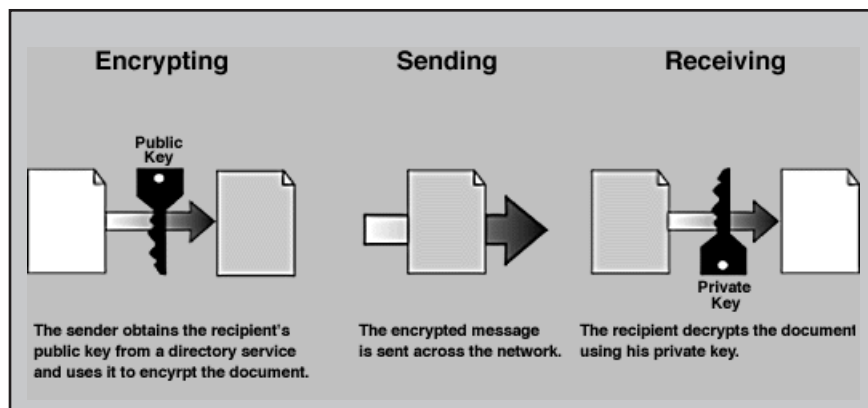 Encrypting
Sending
Receiving
Public
Key
Private
Key
The sender obtains the recipient's
public key from a directory service
and uses it to encyrpt the document.
The encrypted message
is sent across the network.
The recipient decrypts the document
using his private key.